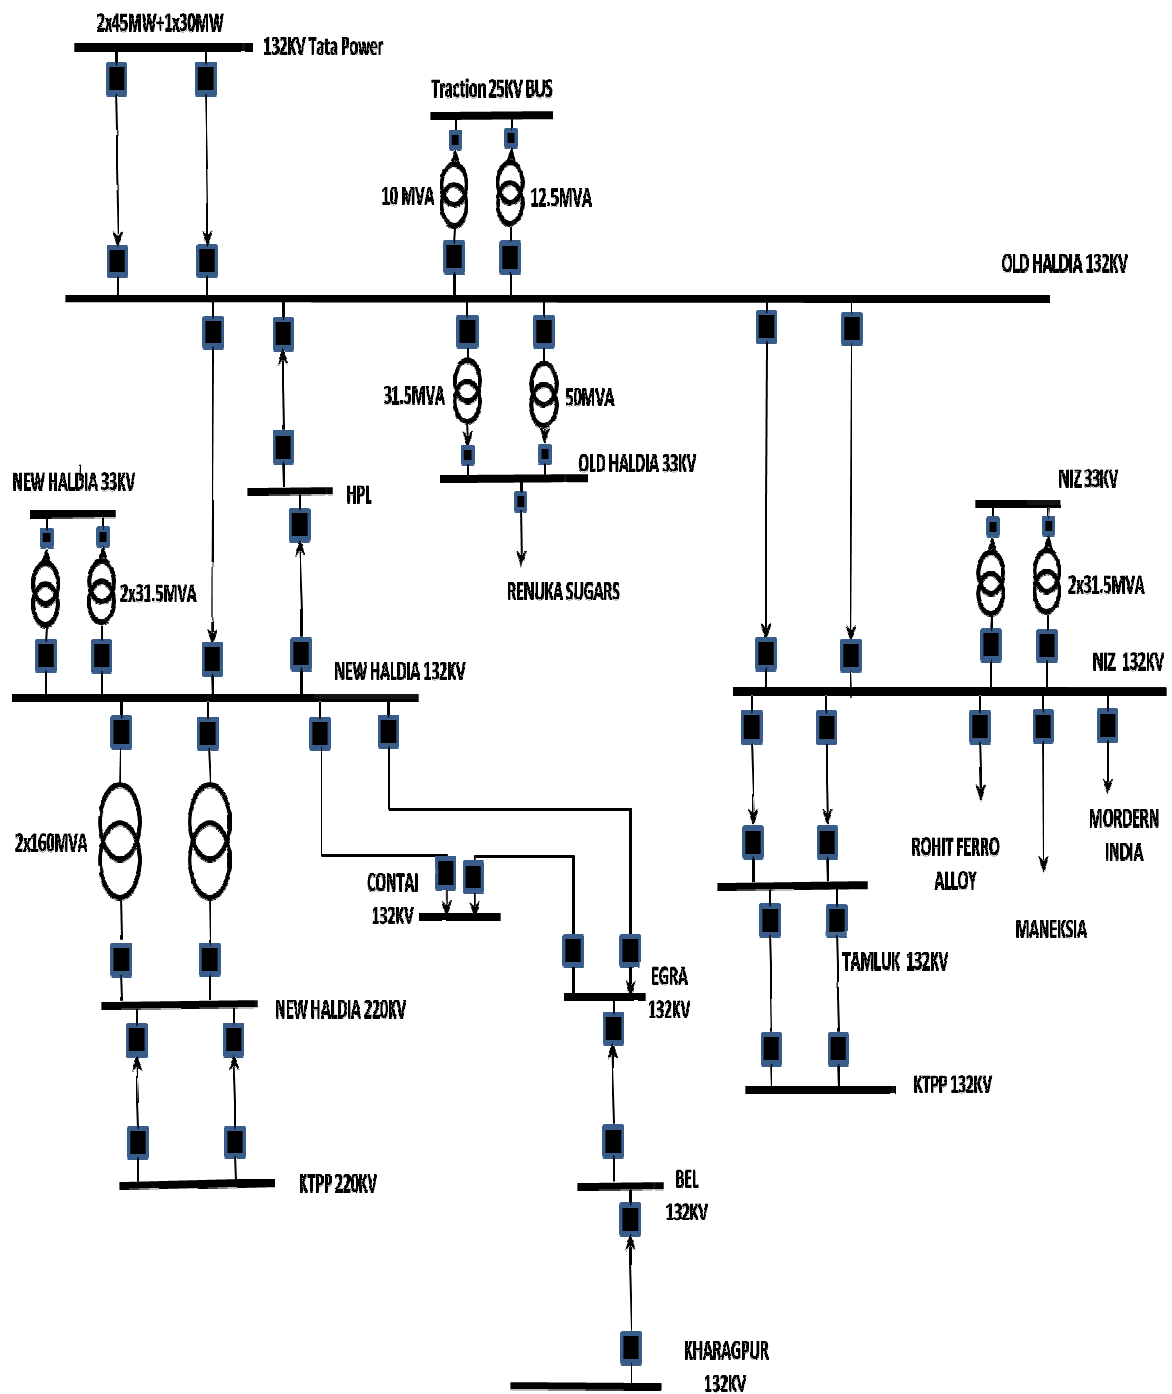 2x45MW+1x30MW
132KV Tata Power
Traction 25KV BUS
10 MVA
12.5MVA
OLD HALDIA 132KV
31.5MVA
50MVA
OLD HALDIA 33KV
NEW HALDIA 33KV
HPL
NIZ 33KV
2x31.5MVA
RENUKA SUGARS
2x31.5MVA
NEW HALDIA 132KV
NIZ 132KV
2x160MVA
CONTAI
132KV
ROHIT FERRO
ALLOY
MORDERN
INDIA
MANEKSIA
TAMLUK 132KV
EGRA
132KV
NEW HALDIA 220KV
KTPP 132KV
KTPP 220KV
BEL
132KV
KHARAGPUR
132KV